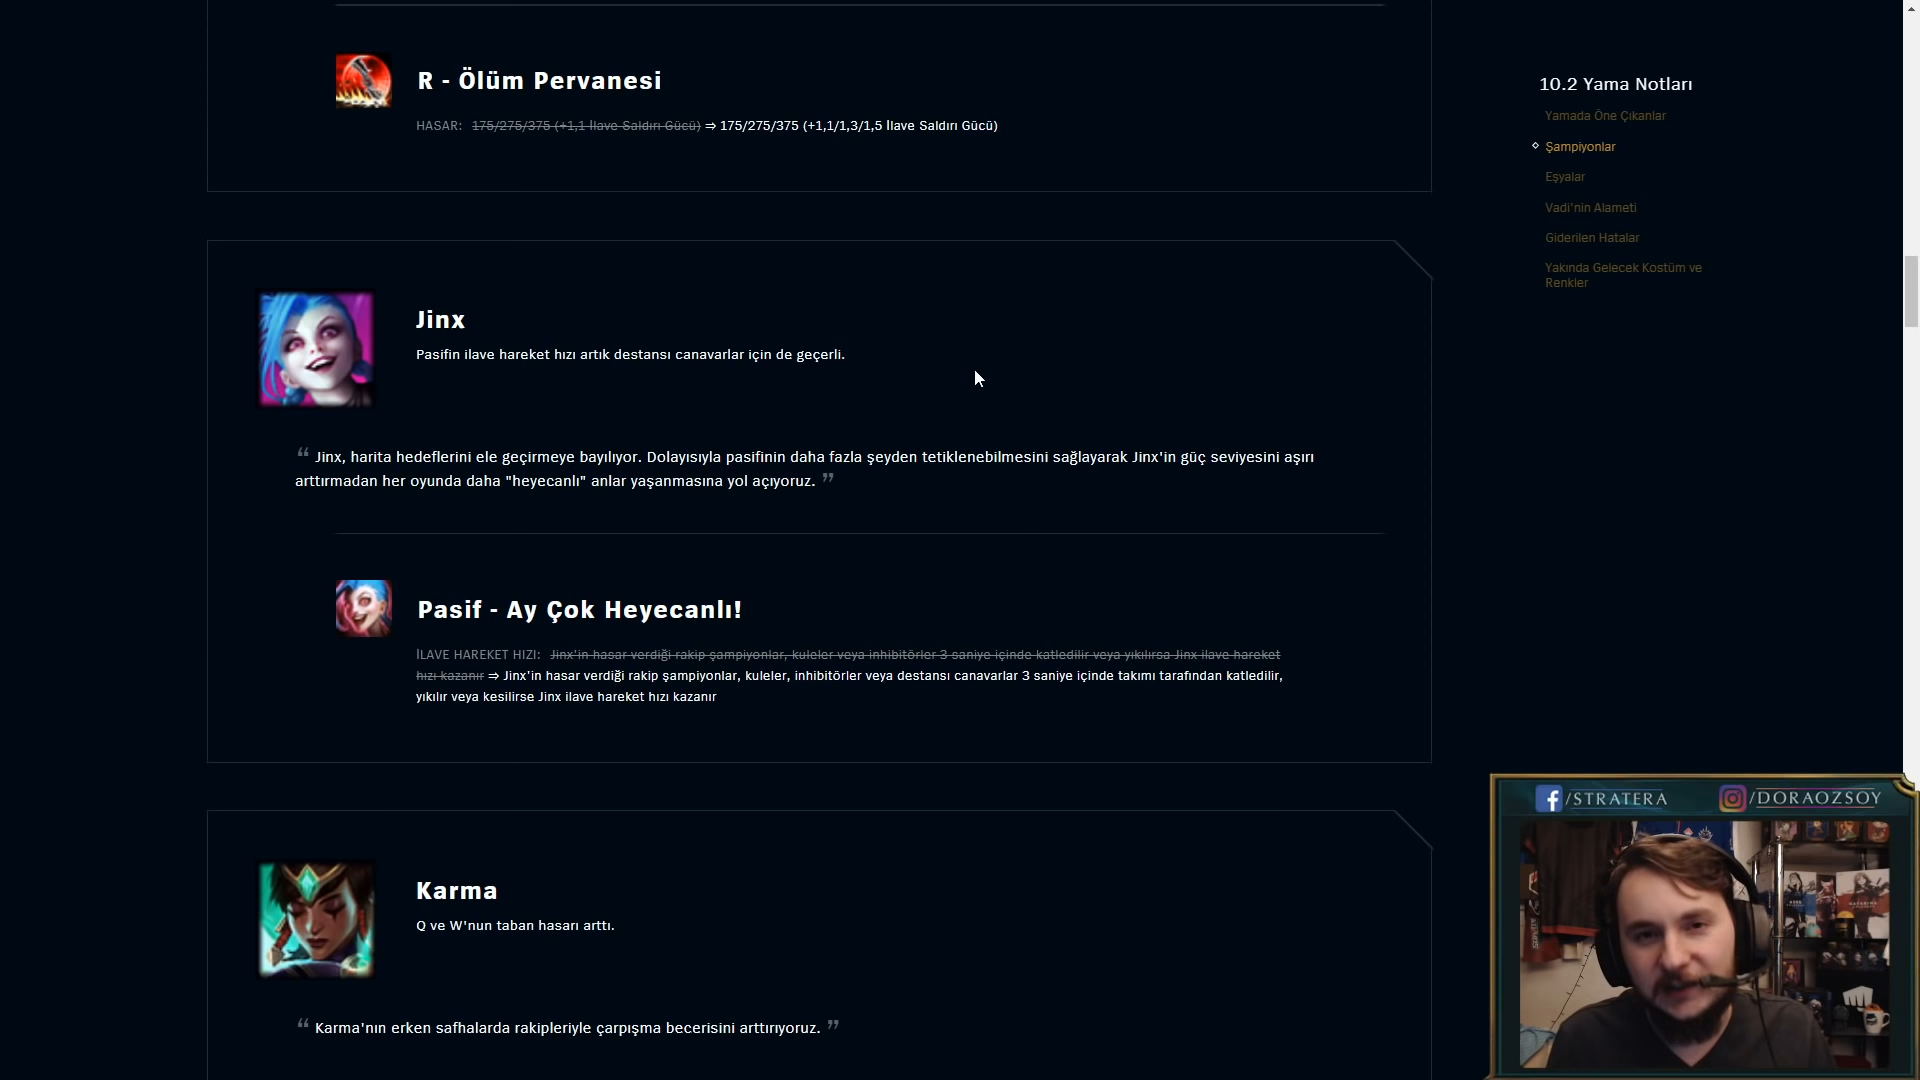 R - Ölüm Pervanesi
HASAR: 175/275/375 (+1,1 İlave Saldırı Gücü) ⇒ 175/275/375 (+1,1/1,3/1,5 İlave Saldırı Gücü)
Jinx
Pasifin ilave hareket hızı artık destansı canavarlar için de geçerli.
“ Jinx, harita hedeflerini ele geçirmeye bayılıyor. Dolayısıyla pasifinin daha fazla şeyden tetiklenebilmesini sağlayarak Jinx'in güç seviyesini aşırı
arttırmadan her oyunda daha "heyecanlı" anlar yaşanmasına yol açıyoruz. ”
Pasif - Ay Çok Heyecanlı!
İLAVE HAREKET HIZI: Jinx'in hasar verdiği rakip şampiyonlar, kuleler veya inhibitörler 3 saniye içinde katledilir veya yıkılırsa Jinx ilave hareket
hızı kazanır ⇒ Jinx'in hasar verdiği rakip şampiyonlar, kuleler, inhibitörler veya destansı canavarlar 3 saniye içinde takımı tarafından katledilir,
yıkılır veya kesilirse Jinx ilave hareket hızı kazanır
Karma
Q ve W'nun taban hasarı arttı.
“ Karma'nın erken safhalarda rakipleriyle çarpışma becerisini arttırıyoruz. ”
10.2 Yama Notları
Yamada Öne Çıkanlar
Şampiyonlar
Eşyalar
Vadi'nin Alameti
Giderilen Hatalar
Yakında Gelecek Kostüm ve
Renkler
/STRATERA
/DORAOZSOY